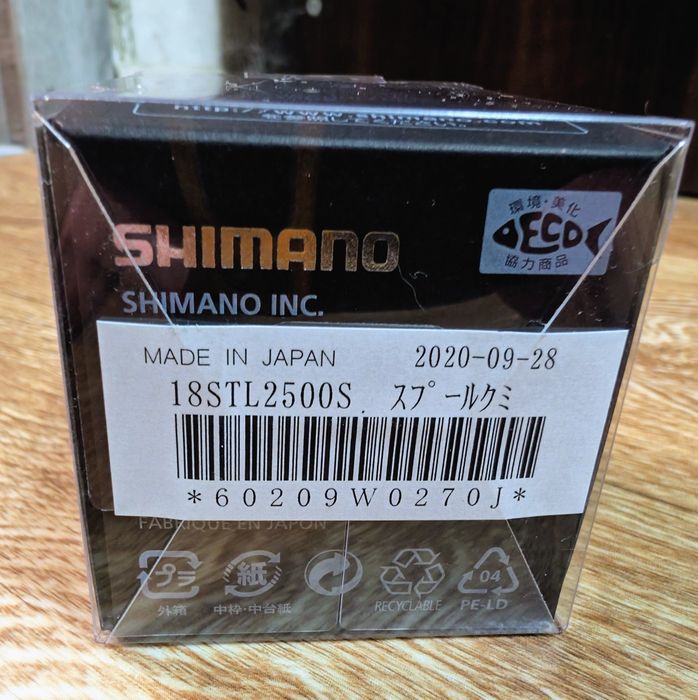 SHIMANO
環境・美化
ECO
協力商品
SHIMANO INC.
MADE IN JAPAN 2020-09-28
18STL2500S ｽﾌﾟｰﾙｸﾐ
*60209W0270J*
FABRIQUE EN JAPON
プラ
外箱
紙
中枠・中台紙
RECYCLABLE
04
PE-LD